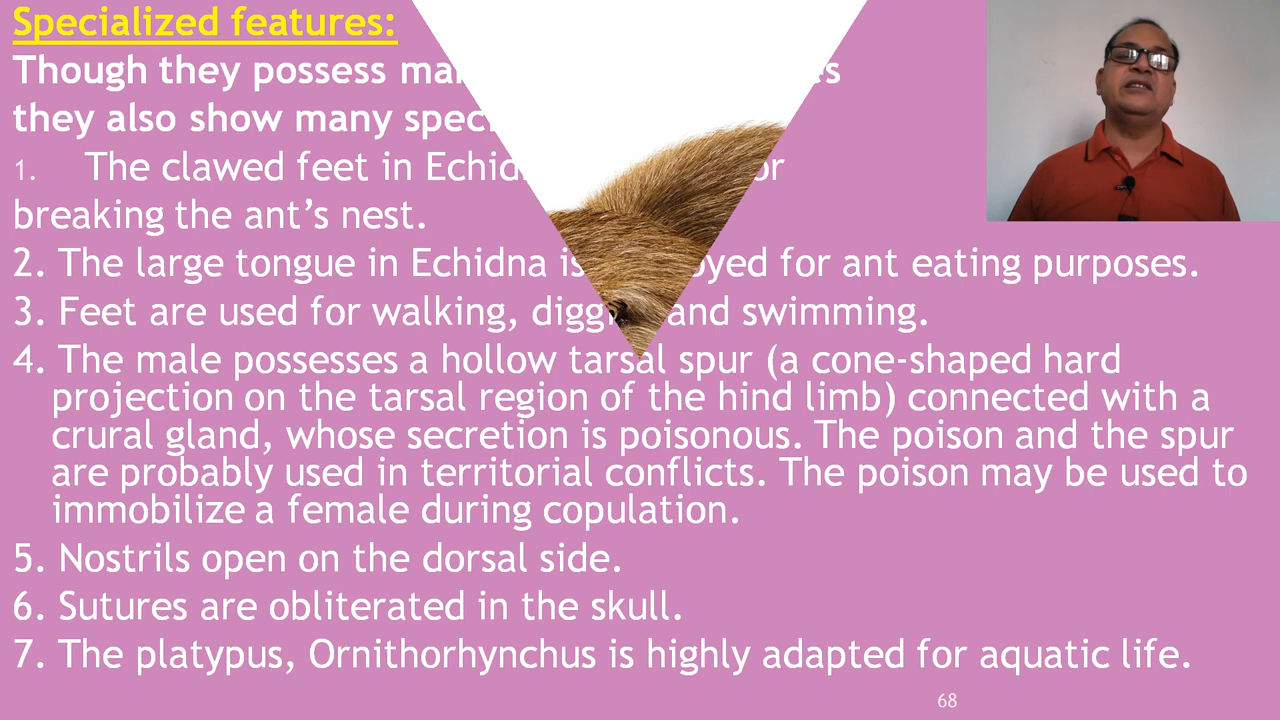 Specialized features:
Though they possess
they also show many
1. The clawed feet in
breaking the ant's nest.
2. The large tongue in Echidna is for ant eating purposes.
3. Feet are used for walking, and swimming.
4. The male possesses a hollow tarsal spur (a cone-shaped hard
projection on the tarsal region of the hind limb) connected with a
crural gland, whose secretion is poisonous. The poison and the spur
are probably used in territorial conflicts. The poison may be used to
immobilize a female during copulation.
5. Nostrils open on the dorsal side.
6. Sutures are obliterated in the skull.
7. The platypus, Ornithorhynchus is highly adapted for aquatic life.
68